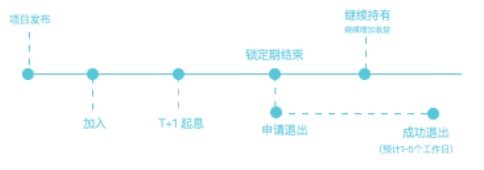 项目发布
加入
T+1 起息
锁定期结束
继续持有
继续增加收益
申请退出
成功退出
(预计1-5个工作日)